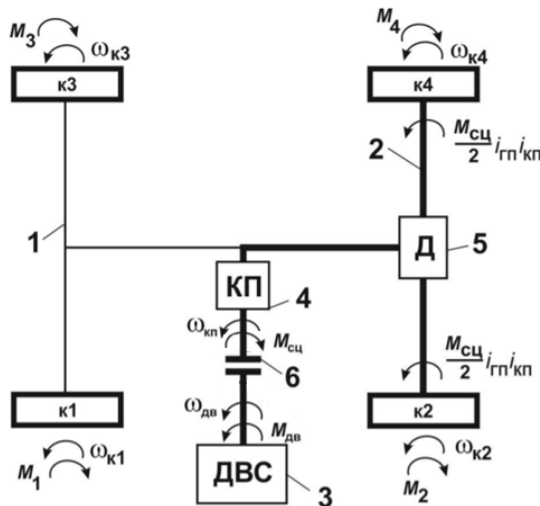 M3 ωк3
к3
M4 ωк4
к4
Mсц/2 iгп iкп
2
1
Д 5
КП 4
ωкп Mсц
6
Mсц/2 iгп iкп
к1
ωдв Mдв
к2
M1 ωк1
ДВС 3
M2 ωк2